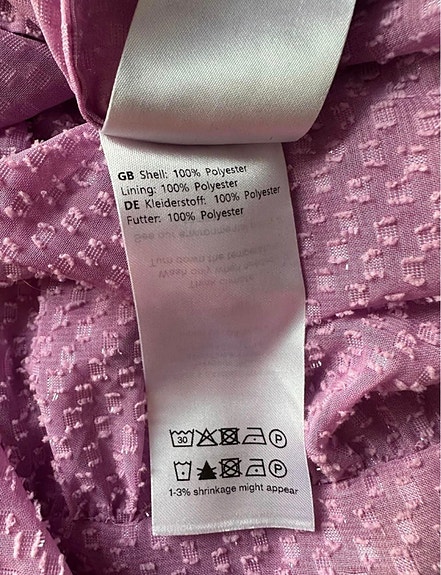 GB Shell: 100% Polyester
Lining: 100% Polyester
DE Kleiderstoff: 100% Polyester
Futter: 100% Polyester
30 P
P
1-3% shrinkage might appear